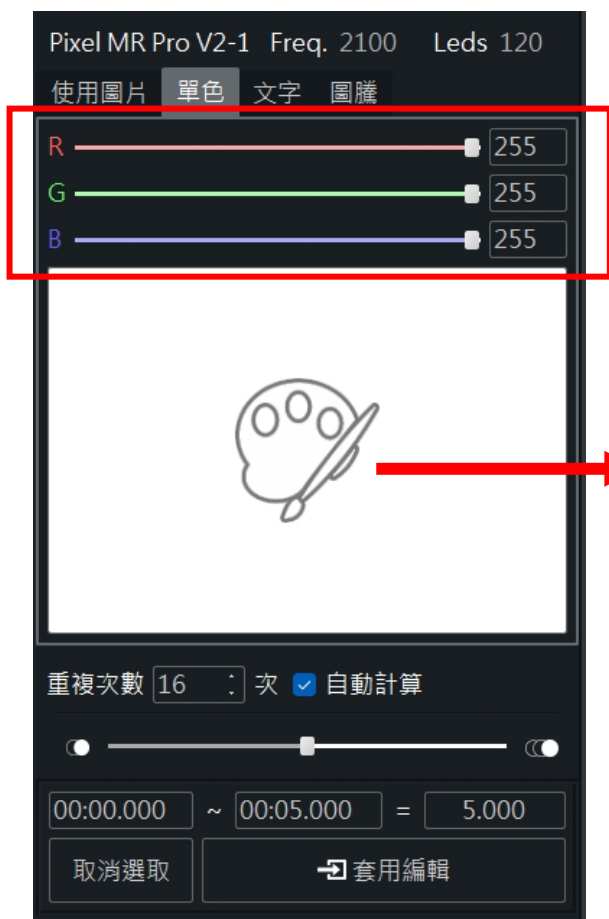 Pixel MR Pro V2-1 Freq. 2100 Leds 120
使用圖片 單色 文字 圖騰
R 255
G 255
B 255
重複次數 16 次 自動計算
00:00.000 ~ 00:05.000 = 5.000
取消選取 套用編輯